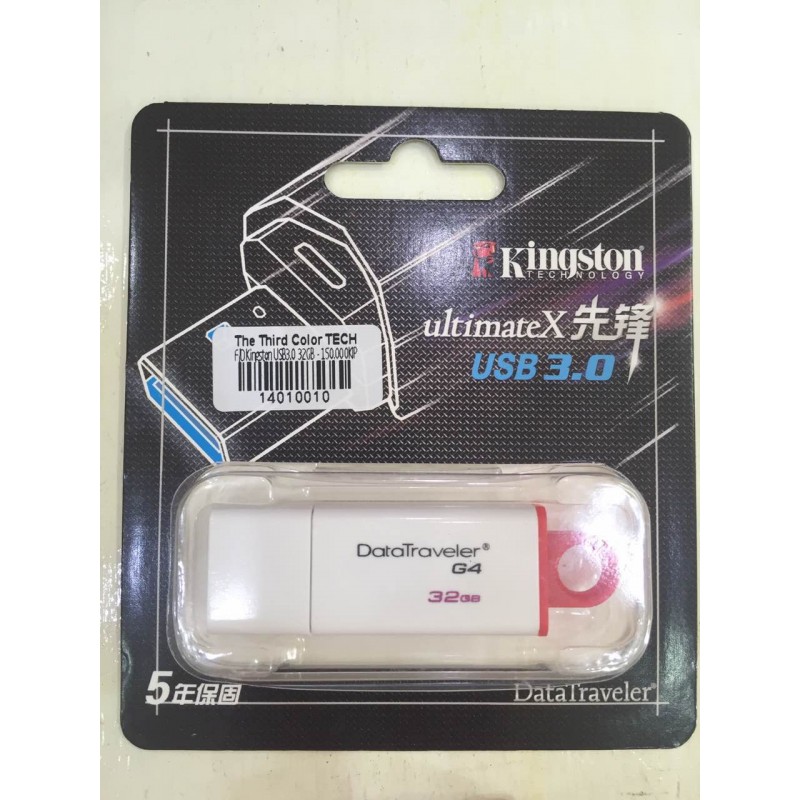 Kingston
TECHNOLOGY
ultimateX 先锋
USB 3.0
The Third Color TECH
F/D Kingston USB3.0 32GB - 150,000KIP
14010010
DataTraveler®
G4
32GB
5年保固
DataTraveler®